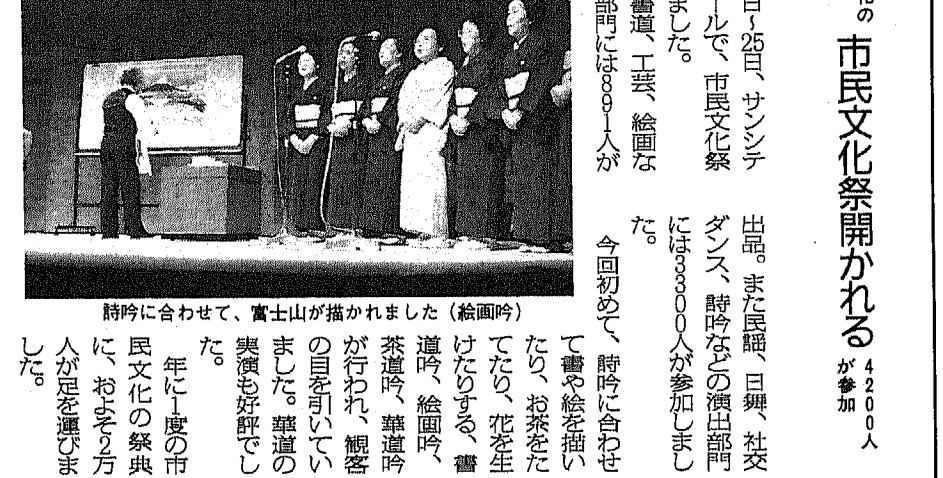 の
市民文化祭開かれる
4200人
が参加
日～25日、サンシテ
ールで、市民文化祭
ました。
書道、工芸、絵画な
部門には891人が
出品。また民謡、日舞、社交
ダンス、詩吟などの演出部門
には3300人が参加しまし
た。
今回初めて、詩吟に合わせ
て書や絵を描い
たり、お茶をた
てたり、花を生
けたりする、書
道吟、絵画吟、
茶道吟、華道吟
が行われ、観客
の目を引いてい
ました。華道の
実演も好評でし
た。
年に1度の市
民文化の祭典
に、およそ2万
人が足を運びま
した。
詩吟に合わせて、富士山が描かれました（絵画吟）